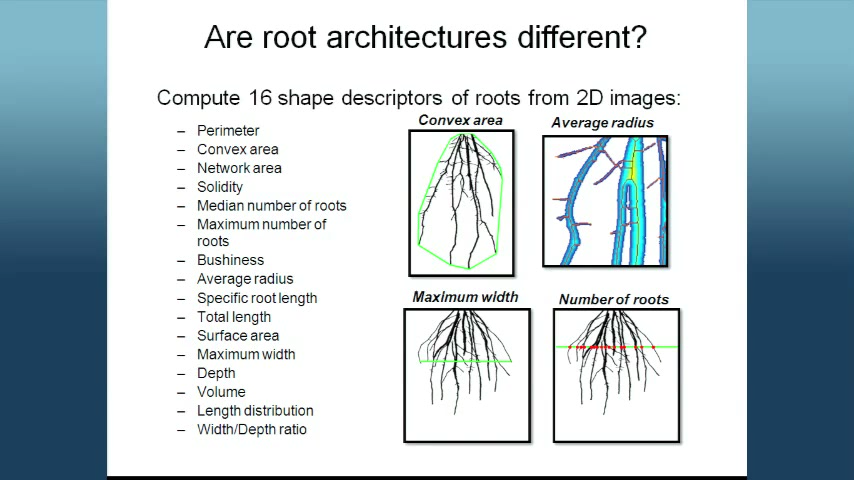 Are root architectures different?
Compute 16 shape descriptors of roots from 2D images:
– Perimeter
– Convex area
– Network area
– Solidity
– Median number of roots
– Maximum number of
roots
– Bushiness
– Average radius
– Specific root length
– Total length
– Surface area
– Maximum width
– Depth
– Volume
– Length distribution
– Width/Depth ratio
Convex area
Average radius
Maximum width
Number of roots